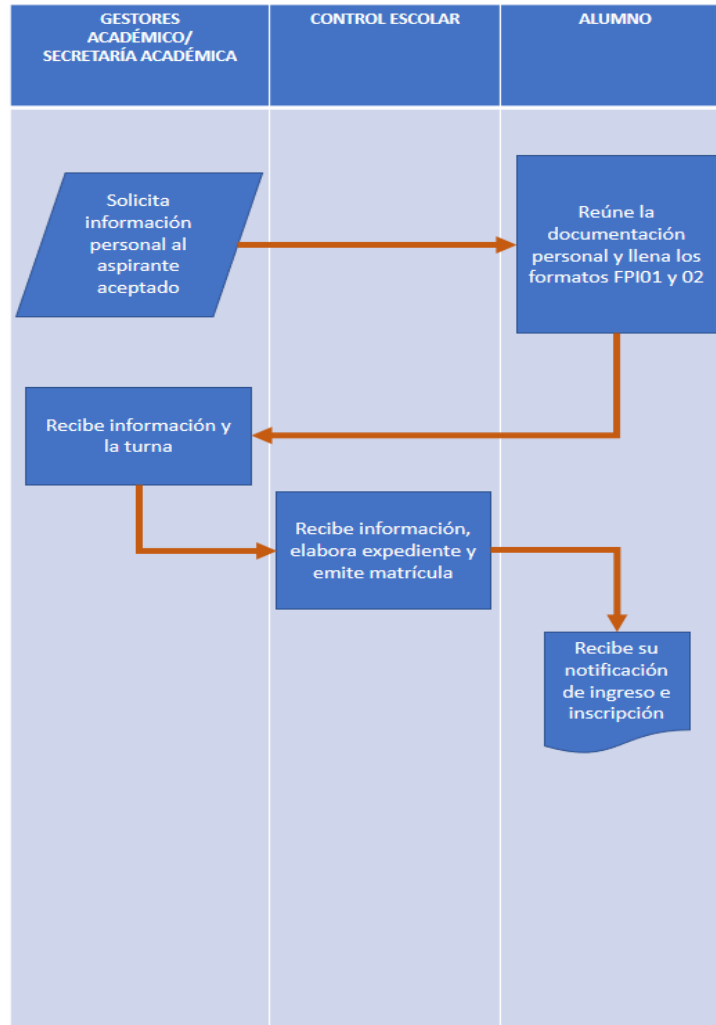 GESTORES
ACADÉMICO/
SECRETARÍA ACADÉMICA
CONTROL ESCOLAR
ALUMNO
Solicita
información
personal al
aspirante
aceptado
Reúne la
documentación
personal y llena los
formatos FPI01 y 02
Recibe información y
la turna
Recibe información,
elabora expediente y
emite matrícula
Recibe su
notificación
de ingreso e
inscripción